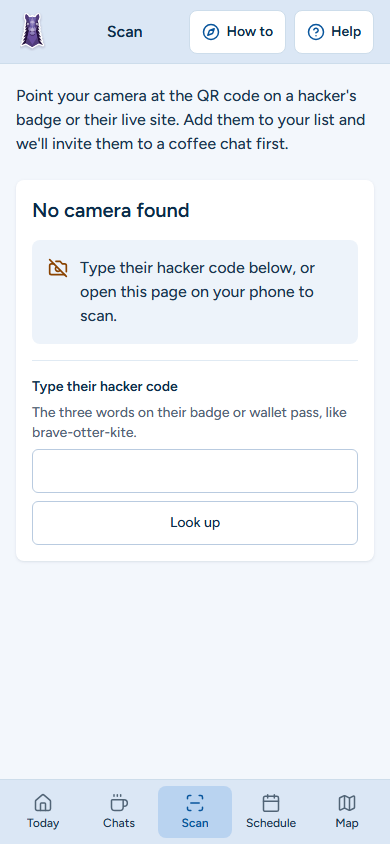 Scan
How to
Help
Point your camera at the QR code on a hacker's
badge or their live site. Add them to your list and
we'll invite them to a coffee chat first.
No camera found
Type their hacker code below, or
open this page on your phone to
scan.
Type their hacker code
The three words on their badge or wallet pass, like
brave-otter-kite.
Look up
Today
Chats
Scan
Schedule
Map